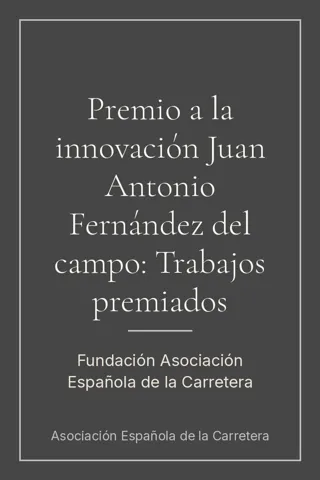 Premio a la
innovación Juan
Antonio
Fernández del
campo: Trabajos
premiados
Fundación Asociación
Española de la Carretera
Asociación Española de la Carretera